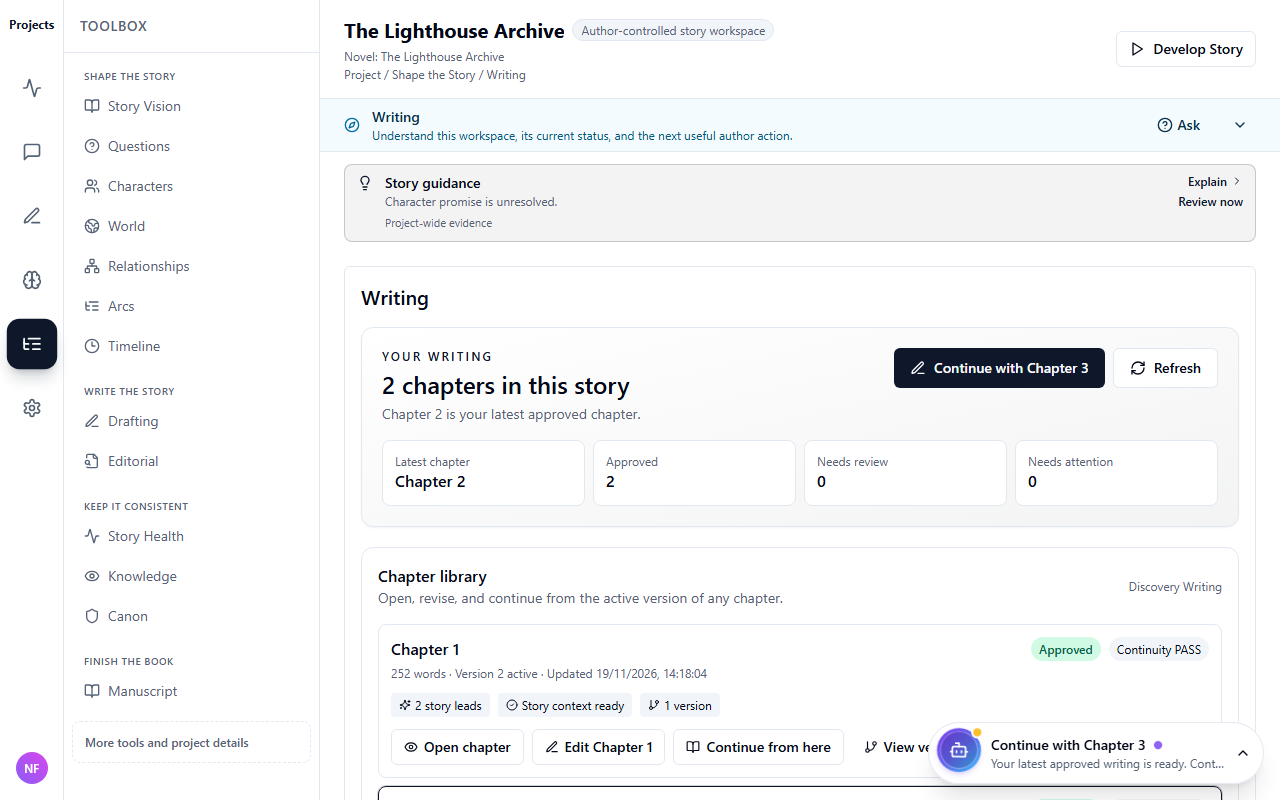 Projects
NF
TOOLBOX
SHAPE THE STORY
Story Vision
Questions
Characters
World
Relationships
Arcs
Timeline
WRITE THE STORY
Drafting
Editorial
KEEP IT CONSISTENT
Story Health
Knowledge
Canon
FINISH THE BOOK
Manuscript
More tools and project details
The Lighthouse Archive
Author-controlled story workspace
Novel: The Lighthouse Archive
Project / Shape the Story / Writing
Develop Story
Writing
Understand this workspace, its current status, and the next useful author action.
Ask
Story guidance
Character promise is unresolved.
Project-wide evidence
Explain
Review now
Writing
YOUR WRITING
2 chapters in this story
Chapter 2 is your latest approved chapter.
Continue with Chapter 3
Refresh
Latest chapter
Chapter 2
Approved
2
Needs review
0
Needs attention
0
Chapter library
Open, revise, and continue from the active version of any chapter.
Discovery Writing
Chapter 1
Approved
Continuity PASS
252 words · Version 2 active · Updated 19/11/2026, 14:18:04
2 story leads
Story context ready
1 version
Open chapter
Edit Chapter 1
Continue from here
View ve
Continue with Chapter 3
Your latest approved writing is ready. Cont...